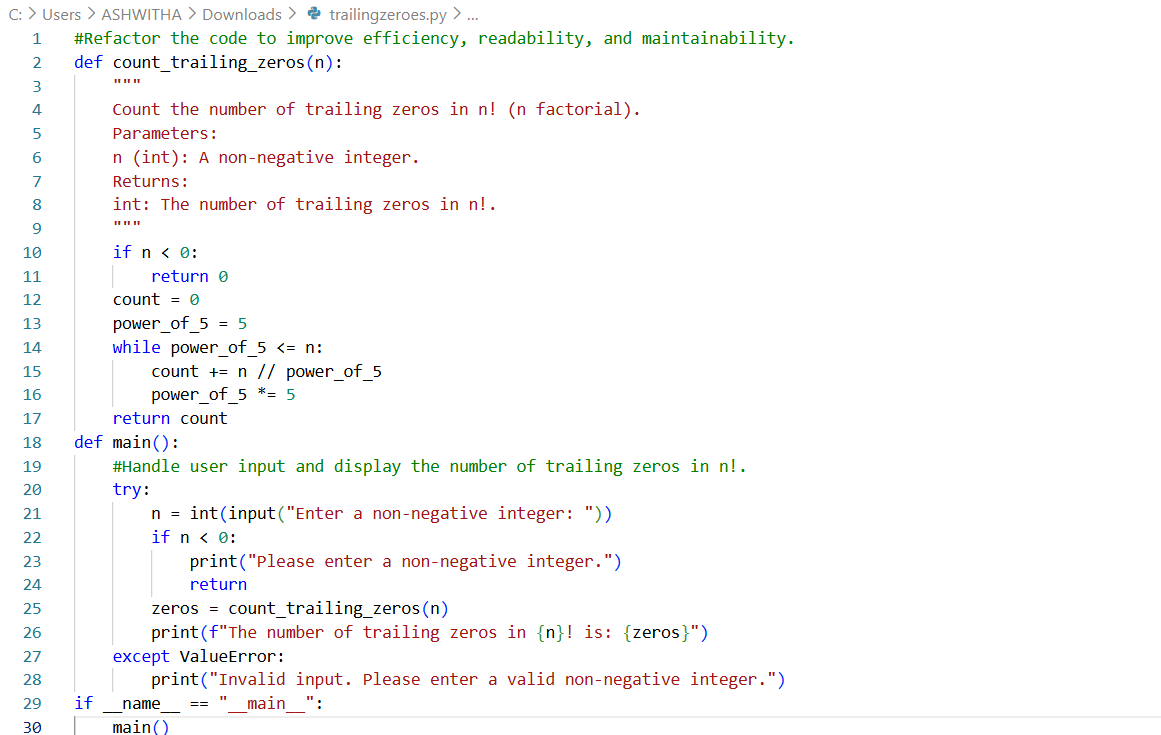 C: > Users > ASHWITHA > Downloads > trailingzeroes.py > ...
1 #Refactor the code to improve efficiency, readability, and maintainability.
2 def count_trailing_zeros(n):
3     """
4     Count the number of trailing zeros in n! (n factorial).
5     Parameters:
6     n (int): A non-negative integer.
7     Returns:
8     int: The number of trailing zeros in n!.
9     """
10     if n < 0:
11         return 0
12     count = 0
13     power_of_5 = 5
14     while power_of_5 <= n:
15         count += n // power_of_5
16         power_of_5 *= 5
17     return count
18 def main():
19     #Handle user input and display the number of trailing zeros in n!.
20     try:
21         n = int(input("Enter a non-negative integer: "))
22         if n < 0:
23             print("Please enter a non-negative integer.")
24             return
25         zeros = count_trailing_zeros(n)
26         print(f"The number of trailing zeros in {n}! is: {zeros}")
27     except ValueError:
28         print("Invalid input. Please enter a valid non-negative integer.")
29 if __name__ == "__main__":
30     main()